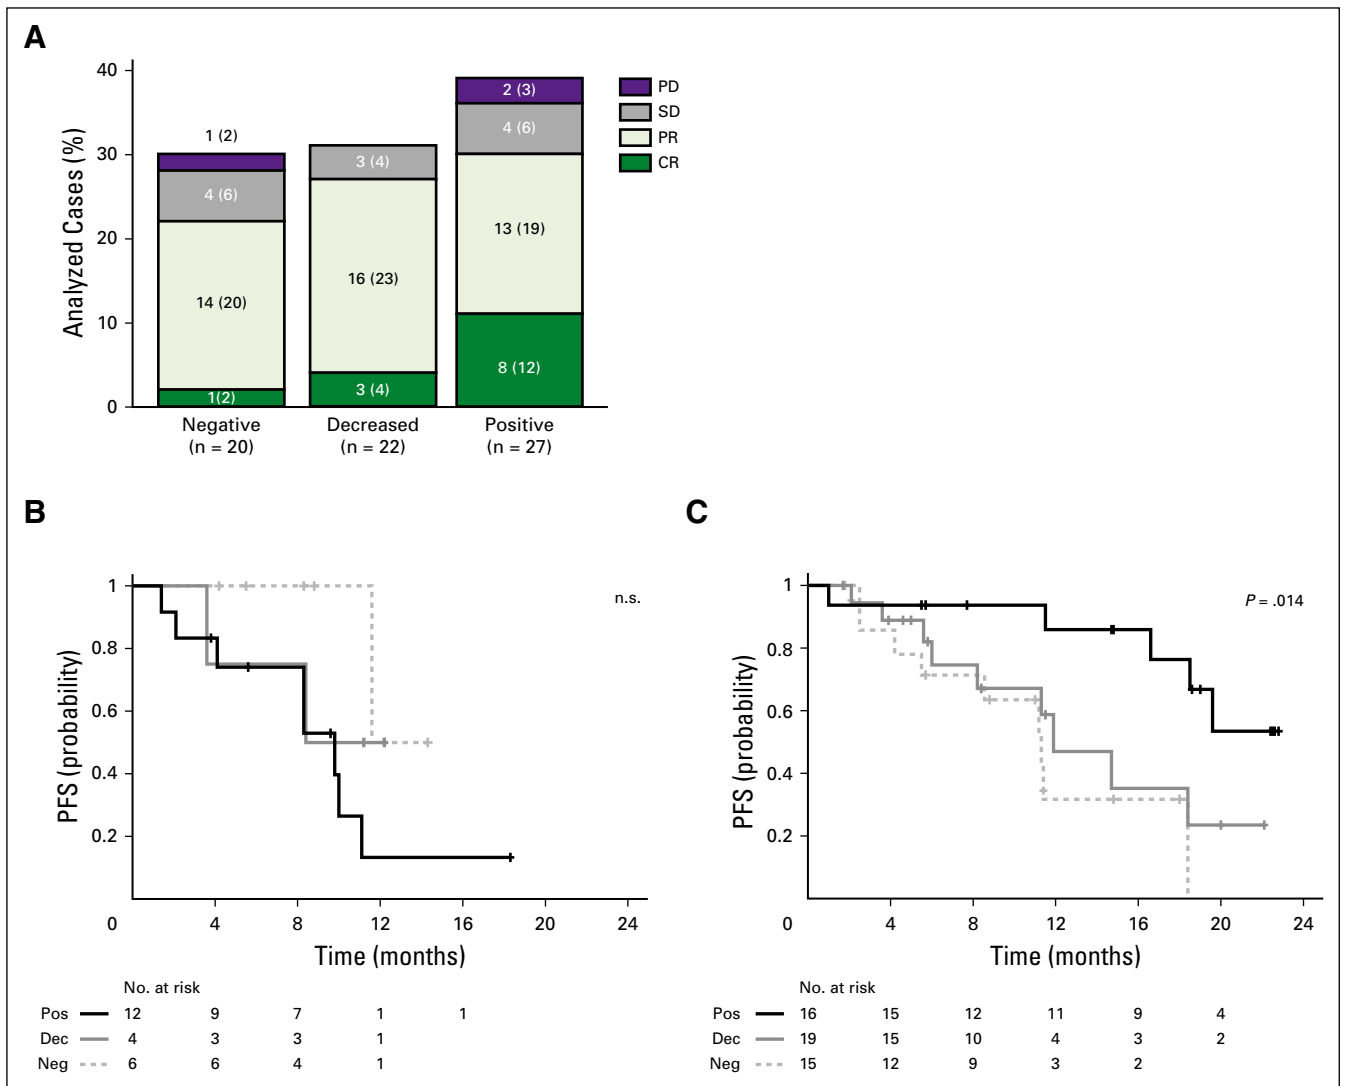 A
40
30
20
10
0
Analyzed Cases (%)
1 (2)
4 (6)
14 (20)
1(2)
3 (4)
16 (23)
3 (4)
2 (3)
4 (6)
13 (19)
8 (12)
PD
SD
PR
CR
Negative Decreased Positive
(n = 20) (n = 22) (n = 27)
B
1
0.8
0.6
0.4
0.2
PFS (probability)
n.s.
0 4 8 12 16 20 24
Time (months)
No. at risk
Pos 12 9 7 1 1
Dec 4 3 3 1
Neg 6 6 4 1
C
1
0.8
0.6
0.4
0.2
PFS (probability)
P = .014
0 4 8 12 16 20 24
Time (months)
No. at risk
Pos 16 15 12 11 9 4
Dec 19 15 10 4 3 2
Neg 15 12 9 3 2